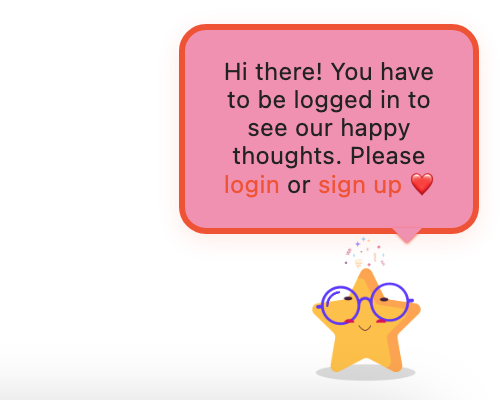 Hi there! You have
to be logged in to
see our happy
thoughts. Please
login or sign up ❤️